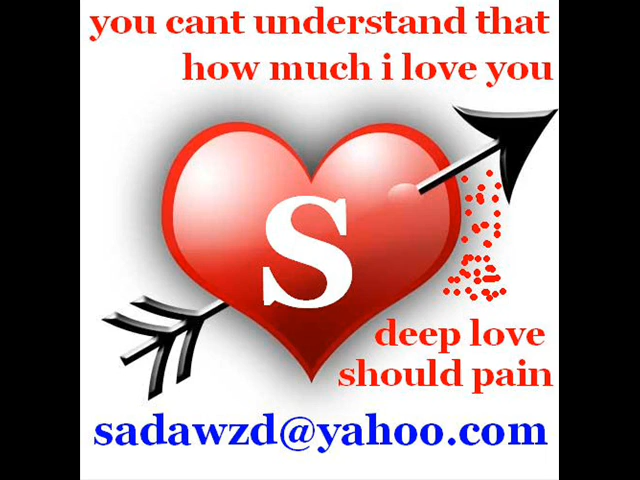 you cant understand that
how much i love you
S
deep love
should pain
sadawzd@yahoo.com